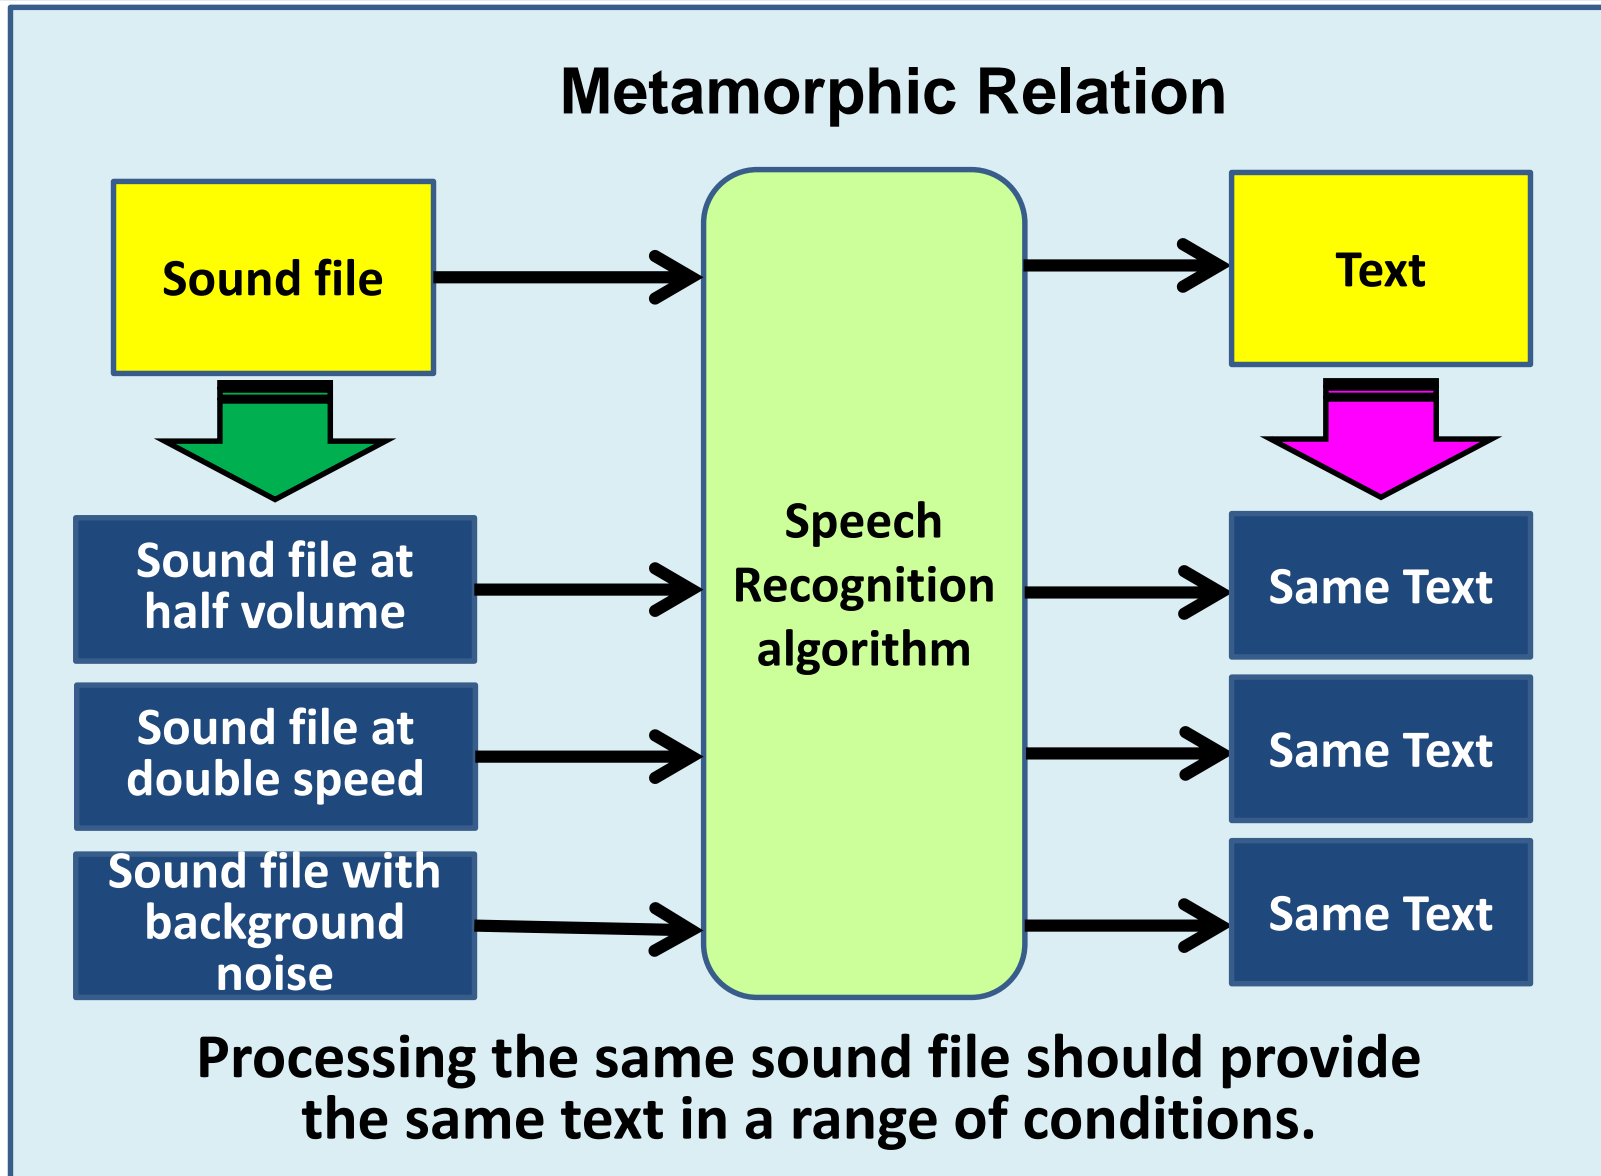 Metamorphic Relation
Sound file
Text
Speech
Recognition
algorithm
Sound file at
half volume
Same Text
Sound file at
double speed
Same Text
Sound file with
background
noise
Same Text
Processing the same sound file should provide
the same text in a range of conditions.